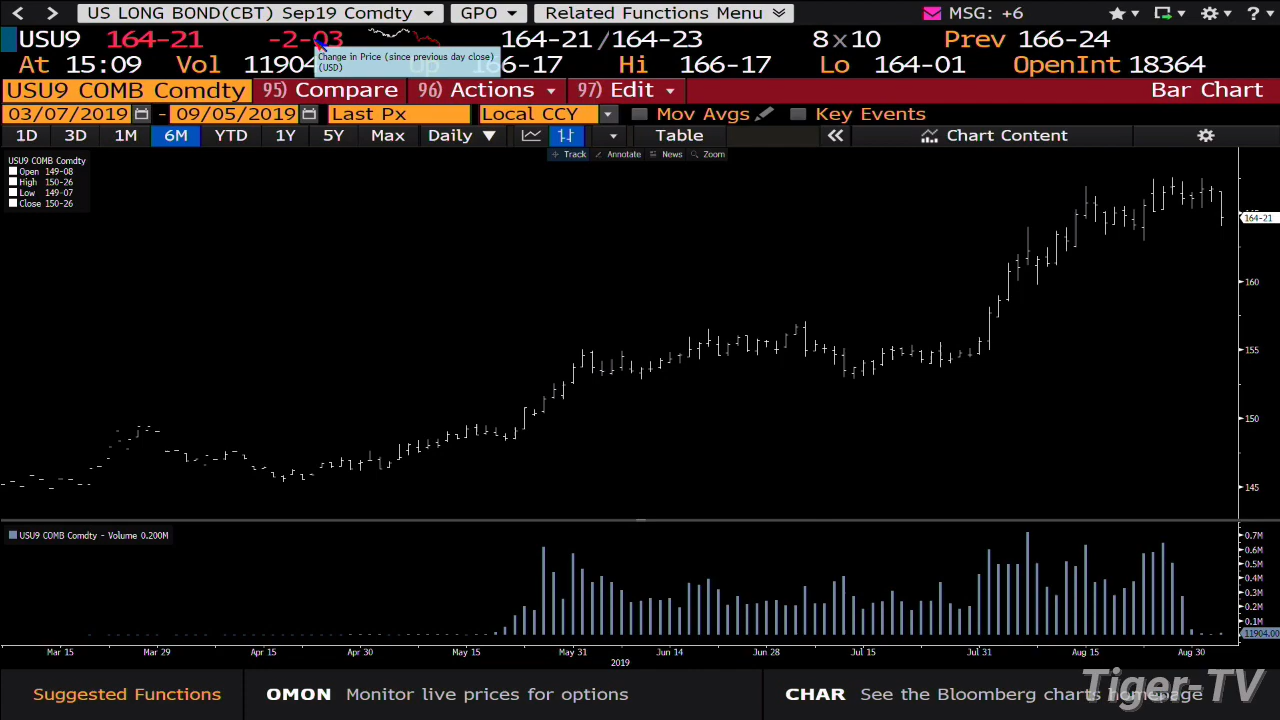 US LONG BOND(CBT) Sep19 Comdty GPO Related Functions Menu MSG: +6
USU9 164-21 -2-03 164-21/164-23 8x10 Prev 166-24
At 15:09 Vol 11904 Op 166-17 Hi 166-17 Lo 164-01 OpenInt 18364
Change in Price (since previous day close)
(USD)
USU9 COMB Comdty 95) Compare 96) Actions 97) Edit Bar Chart
03/07/2019 - 09/05/2019 Last Px Local CCY Mov Avgs Key Events
1D 3D 1M 6M YTD 1Y 5Y Max Daily Table Chart Content
Track Annotate News Zoom
USU9 COMB Comdty
Open 149-08
High 150-26
Low 149-07
Close 150-26
164-21
160
155
150
145
USU9 COMB Comdty - Volume 0.200M
0.7M
0.6M
0.5M
0.4M
0.3M
0.2M
0.1M
11904.00
Mar 15 Mar 29 Apr 15 Apr 30 May 15 May 31 Jun 14 Jun 28 Jul 15 Jul 31 Aug 15 Aug 30
2019
Suggested Functions OMON Monitor live prices for options CHAR See the Bloomberg charts homepage
Tiger-TV